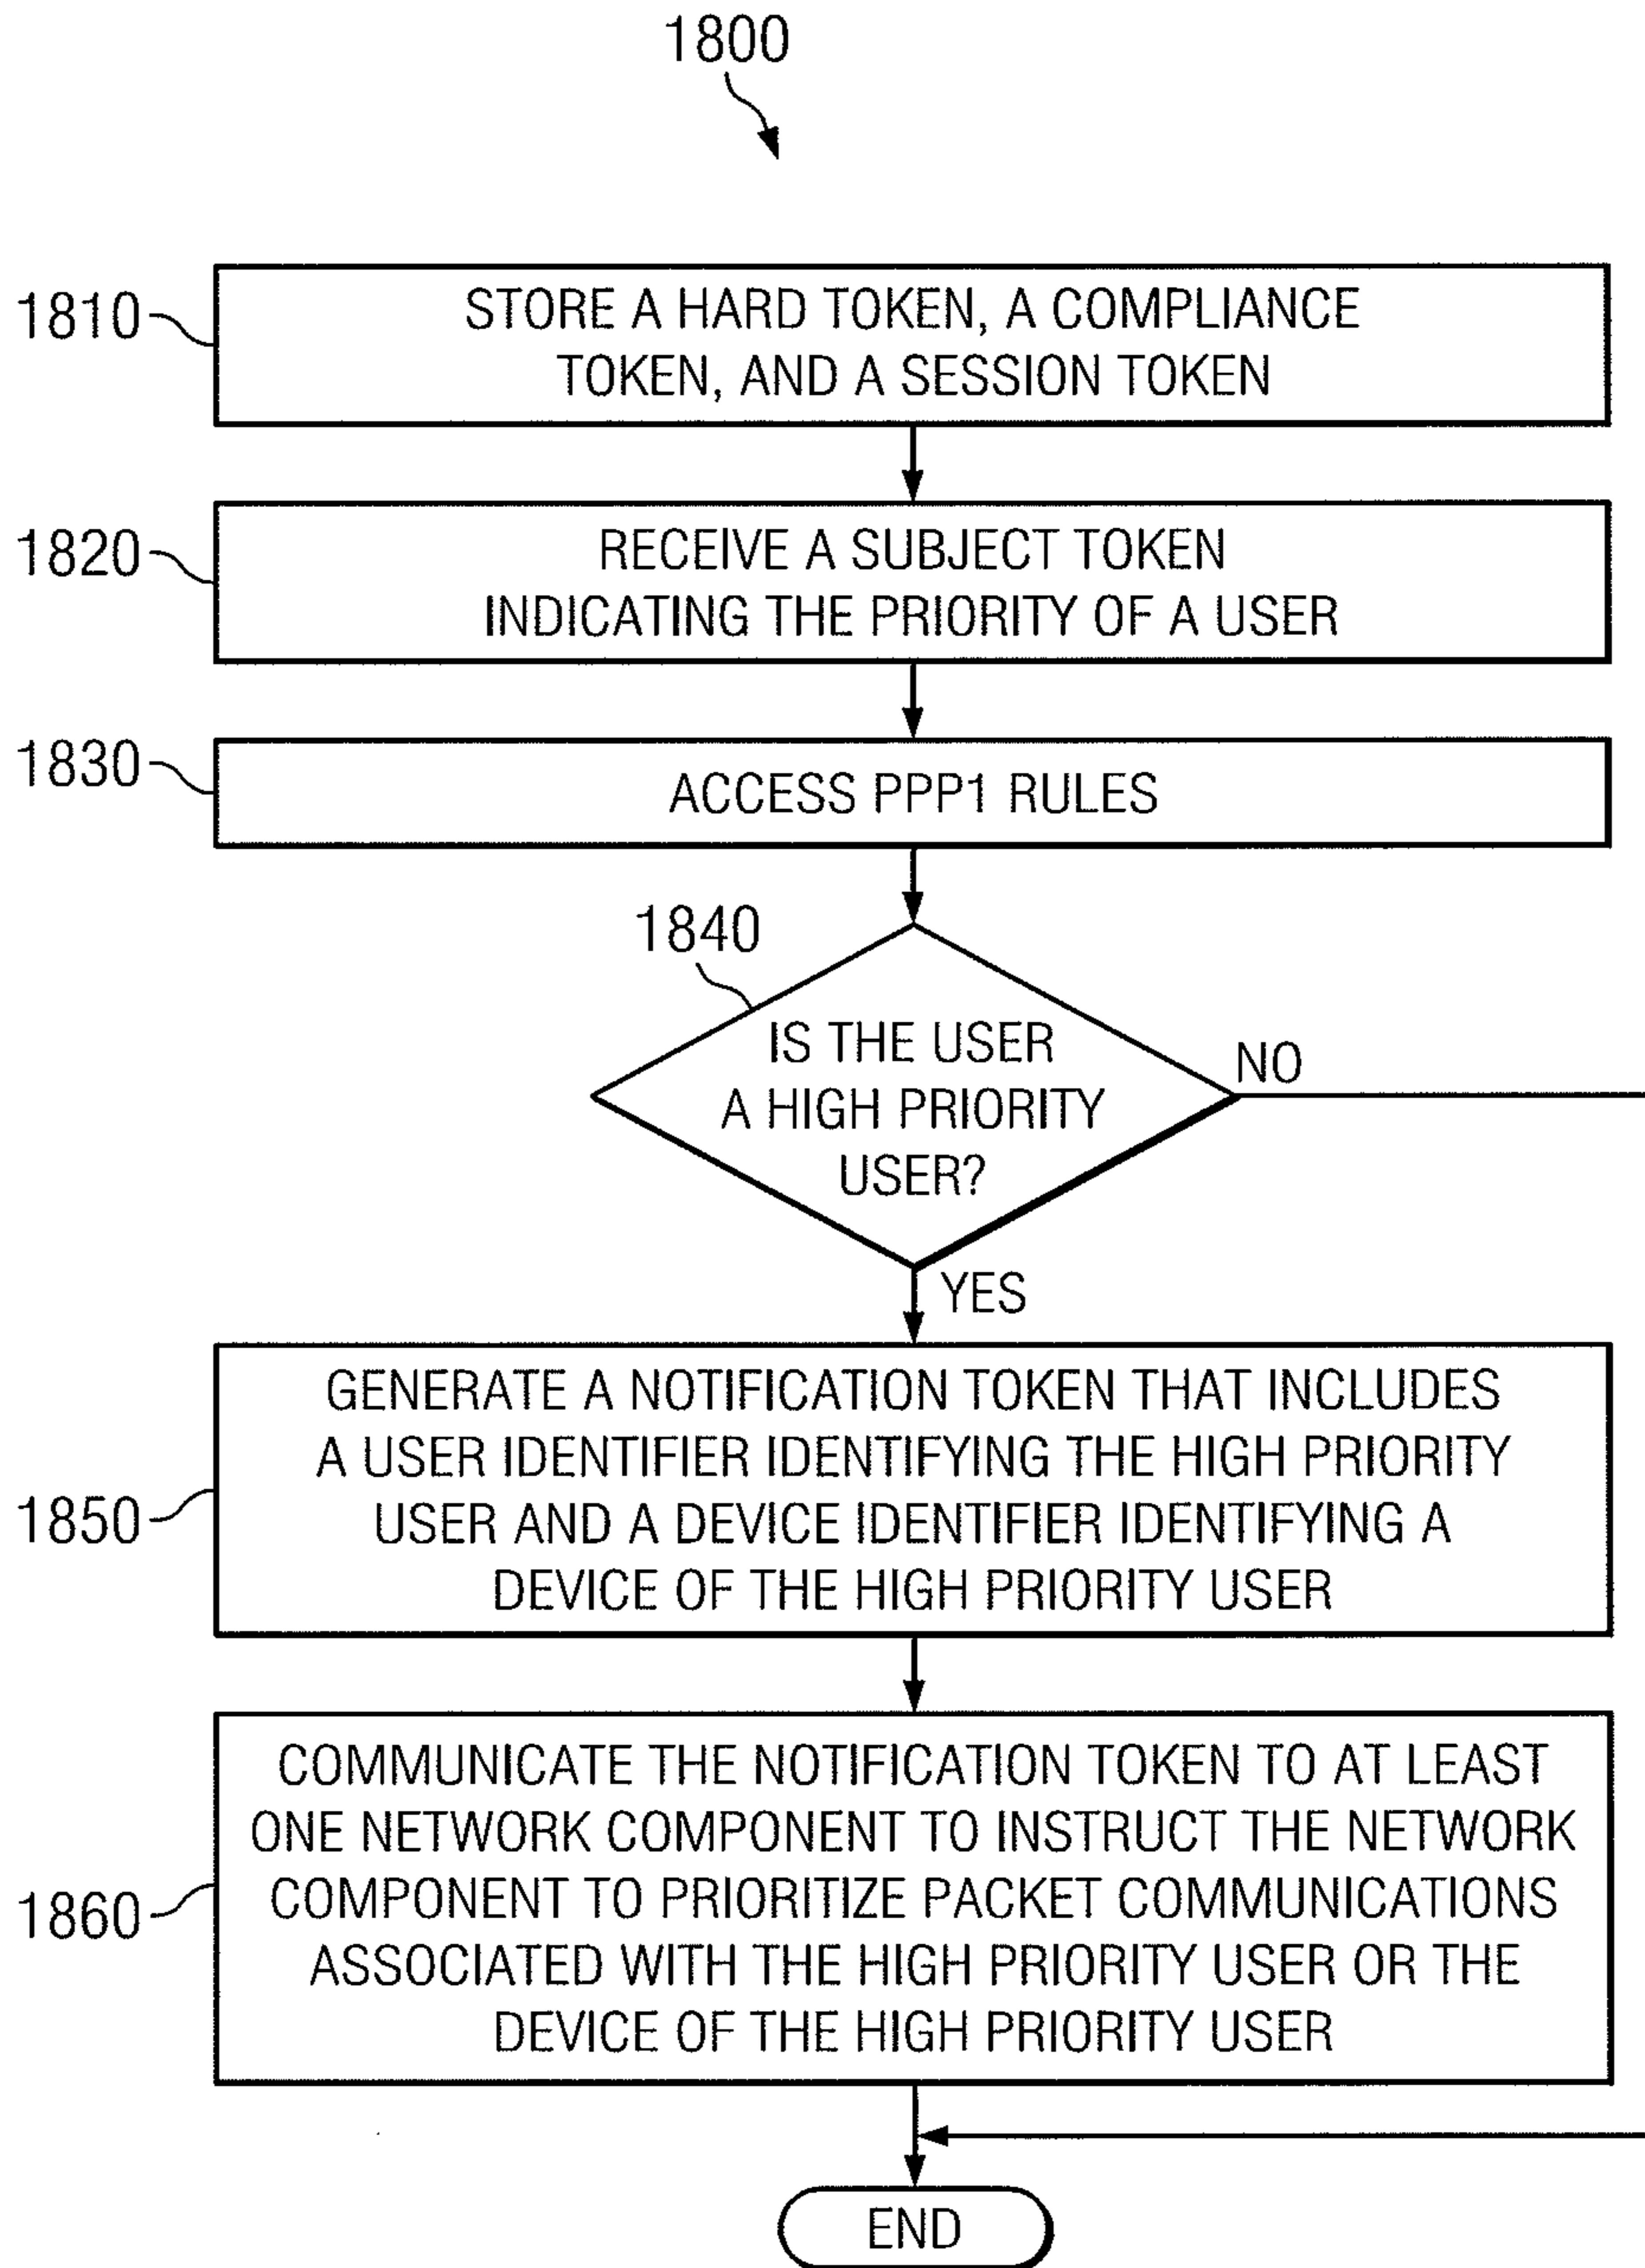 1800
1810
STORE A HARD TOKEN, A COMPLIANCE
TOKEN, AND A SESSION TOKEN
1820
RECEIVE A SUBJECT TOKEN
INDICATING THE PRIORITY OF A USER
1830
ACCESS PPP1 RULES
1840
IS THE USER
A HIGH PRIORITY
USER?
NO
YES
1850
GENERATE A NOTIFICATION TOKEN THAT INCLUDES
A USER IDENTIFIER IDENTIFYING THE HIGH PRIORITY
USER AND A DEVICE IDENTIFIER IDENTIFYING A
DEVICE OF THE HIGH PRIORITY USER
1860
COMMUNICATE THE NOTIFICATION TOKEN TO AT LEAST
ONE NETWORK COMPONENT TO INSTRUCT THE NETWORK
COMPONENT TO PRIORITIZE PACKET COMMUNICATIONS
ASSOCIATED WITH THE HIGH PRIORITY USER OR THE
DEVICE OF THE HIGH PRIORITY USER
END